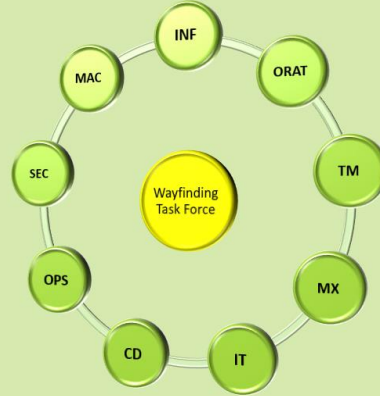 INF
ORAT
TM
MX
IT
CD
OPS
SEC
MAC
Wayfinding
Task Force